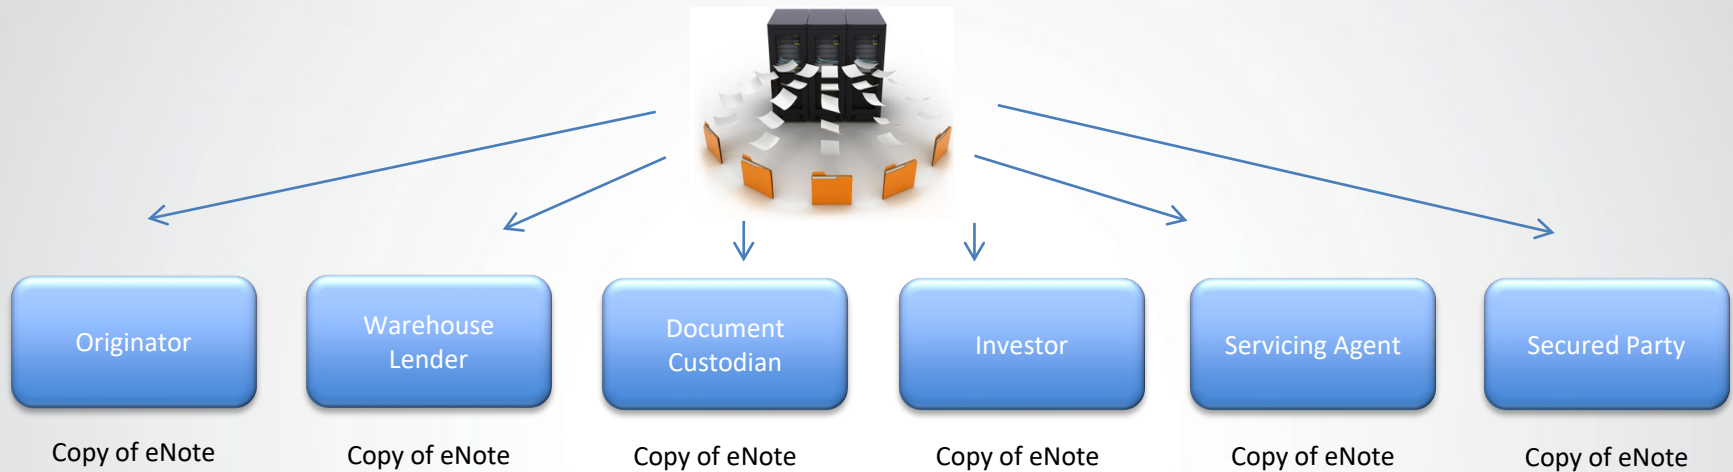 Originator
Warehouse
Lender
Document
Custodian
Investor
Servicing Agent
Secured Party
Copy of eNote
Copy of eNote
Copy of eNote
Copy of eNote
Copy of eNote
Copy of eNote